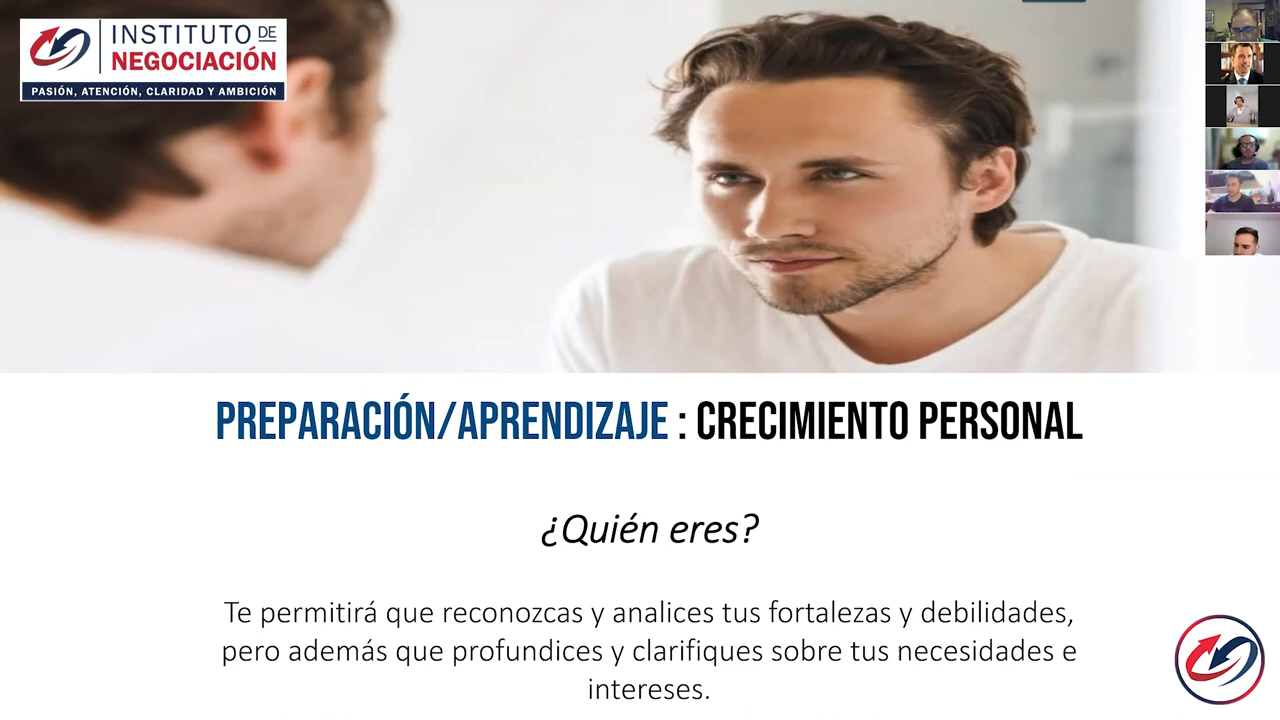 INSTITUTO DE
NEGOCIACIÓN
PASIÓN, ATENCIÓN, CLARIDAD Y AMBICIÓN
PREPARACIÓN/APRENDIZAJE : CRECIMIENTO PERSONAL
¿Quién eres?
Te permitirá que reconozcas y analices tus fortalezas y debilidades,
pero además que profundices y clarifiques sobre tus necesidades e
intereses.